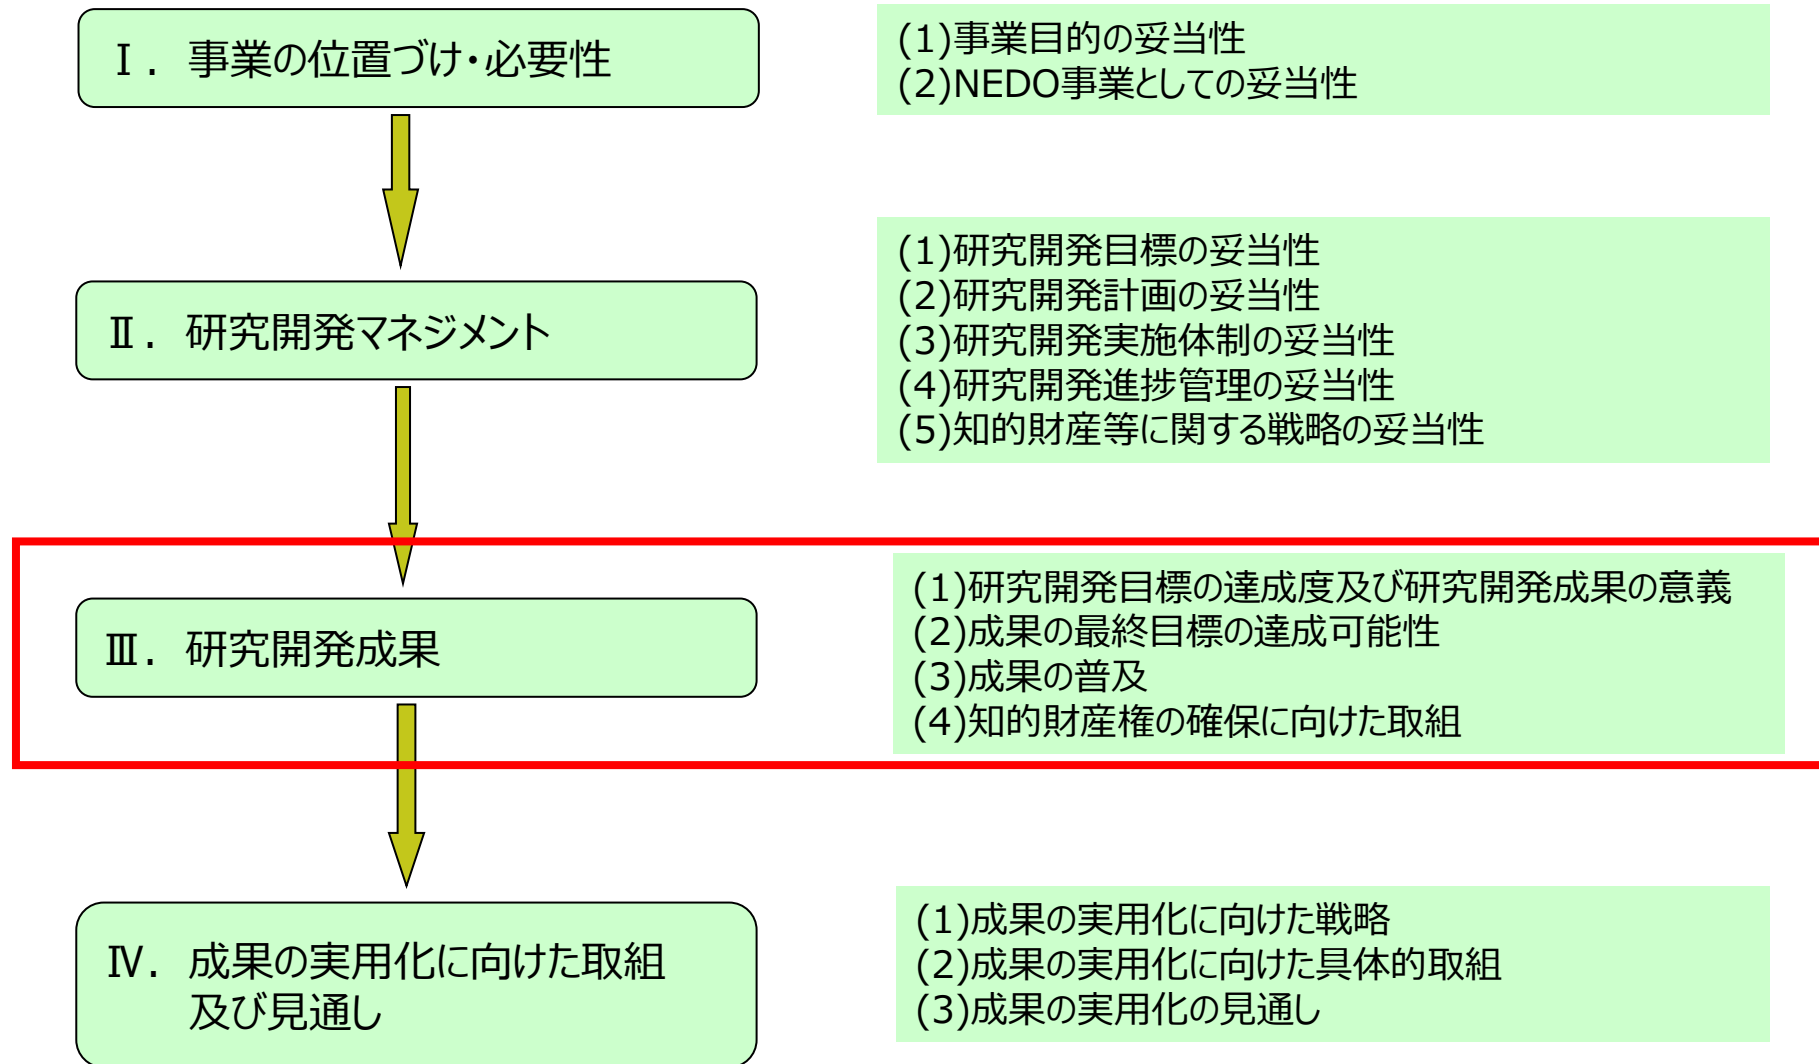 Ⅰ. 事業の位置づけ・必要性
(1)事業目的の妥当性
(2)NEDO事業としての妥当性
Ⅱ. 研究開発マネジメント
(1)研究開発目標の妥当性
(2)研究開発計画の妥当性
(3)研究開発実施体制の妥当性
(4)研究開発進捗管理の妥当性
(5)知的財産等に関する戦略の妥当性
Ⅲ. 研究開発成果
(1)研究開発目標の達成度及び研究開発成果の意義
(2)成果の最終目標の達成可能性
(3)成果の普及
(4)知的財産権の確保に向けた取組
Ⅳ. 成果の実用化に向けた取組
及び見通し
(1)成果の実用化に向けた戦略
(2)成果の実用化に向けた具体的取組
(3)成果の実用化の見通し